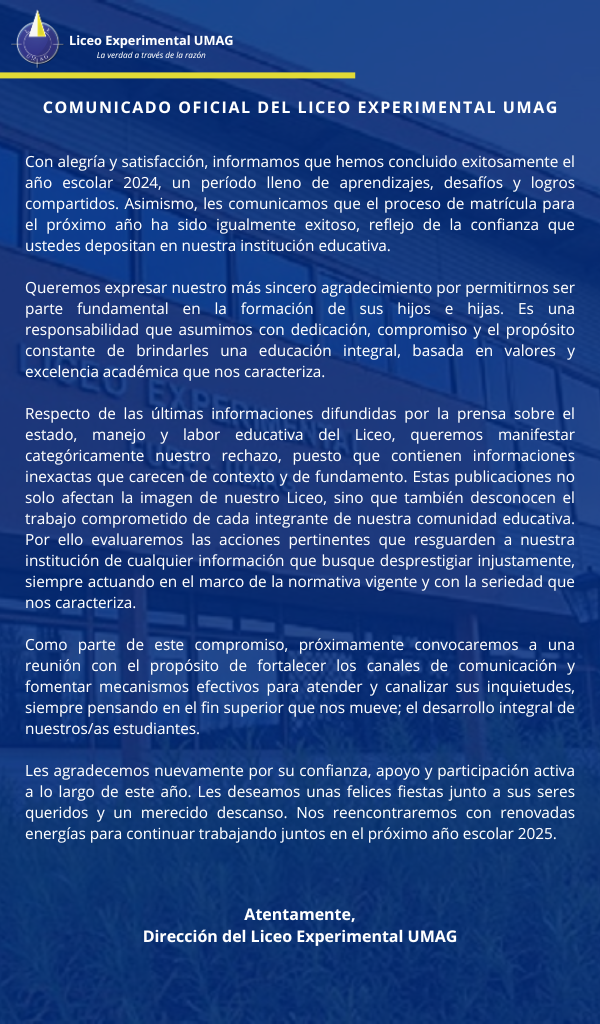 Liceo Experimental UMAG
La verdad a través de la razón
COMUNICADO OFICIAL DEL LICEO EXPERIMENTAL UMAG
Con alegría y satisfacción, informamos que hemos concluido exitosamente el
año escolar 2024, un período lleno de aprendizajes, desafíos y logros
compartidos. Asimismo, les comunicamos que el proceso de matrícula para
el próximo año ha sido igualmente exitoso, reflejo de la confianza que
ustedes depositan en nuestra institución educativa.
Queremos expresar nuestro más sincero agradecimiento por permitirnos ser
parte fundamental en la formación de sus hijos e hijas. Es una
responsabilidad que asumimos con dedicación, compromiso y el propósito
constante de brindarles una educación integral, basada en valores y
excelencia académica que nos caracteriza.
Respecto de las últimas informaciones difundidas por la prensa sobre el
estado, manejo y labor educativa del Liceo, queremos manifestar
categóricamente nuestro rechazo, puesto que contienen informaciones
inexactas que carecen de contexto y de fundamento. Estas publicaciones no
solo afectan la imagen de nuestro Liceo, sino que también desconocen el
trabajo comprometido de cada integrante de nuestra comunidad educativa.
Por ello evaluaremos las acciones pertinentes que resguarden a nuestra
institución de cualquier información que busque desprestigiar injustamente,
siempre actuando en el marco de la normativa vigente y con la seriedad que
nos caracteriza.
Como parte de este compromiso, próximamente convocaremos a una
reunión con el propósito de fortalecer los canales de comunicación y
fomentar mecanismos efectivos para atender y canalizar sus inquietudes,
siempre pensando en el fin superior que nos mueve; el desarrollo integral de
nuestros/as estudiantes.
Les agradecemos nuevamente por su confianza, apoyo y participación activa
a lo largo de este año. Les deseamos unas felices fiestas junto a sus seres
queridos y un merecido descanso. Nos reencontraremos con renovadas
energías para continuar trabajando juntos en el próximo año escolar 2025.
Atentamente,
Dirección del Liceo Experimental UMAG